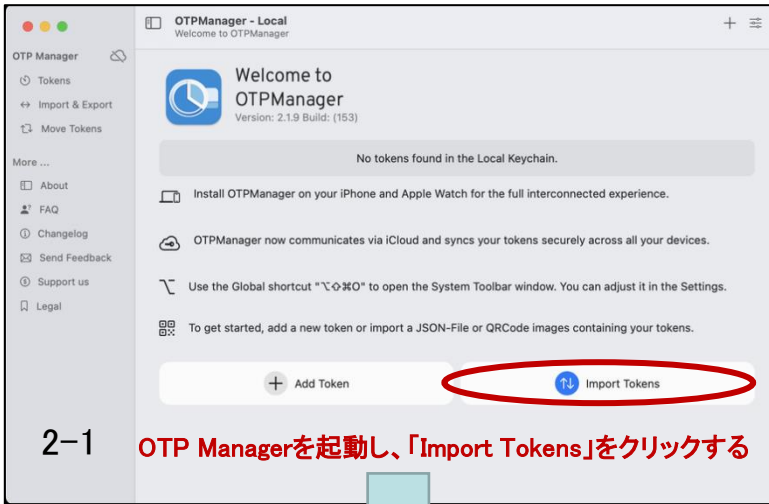 OTPManager - Local
Welcome to OTPManager
OTP Manager
Tokens
Import & Export
Move Tokens
More ...
About
FAQ
Changelog
Send Feedback
Support us
Legal
Welcome to
OTPManager
Version: 2.1.9 Build: (153)
No tokens found in the Local Keychain.
Install OTPManager on your iPhone and Apple Watch for the full interconnected experience.
OTPManager now communicates via iCloud and syncs your tokens securely across all your devices.
Use the Global shortcut "⌥⇧⌘O" to open the System Toolbar window. You can adjust it in the Settings.
To get started, add a new token or import a JSON-File or QRCode images containing your tokens.
Add Token
Import Tokens
2−1
OTP Managerを起動し、「Import Tokens」をクリックする